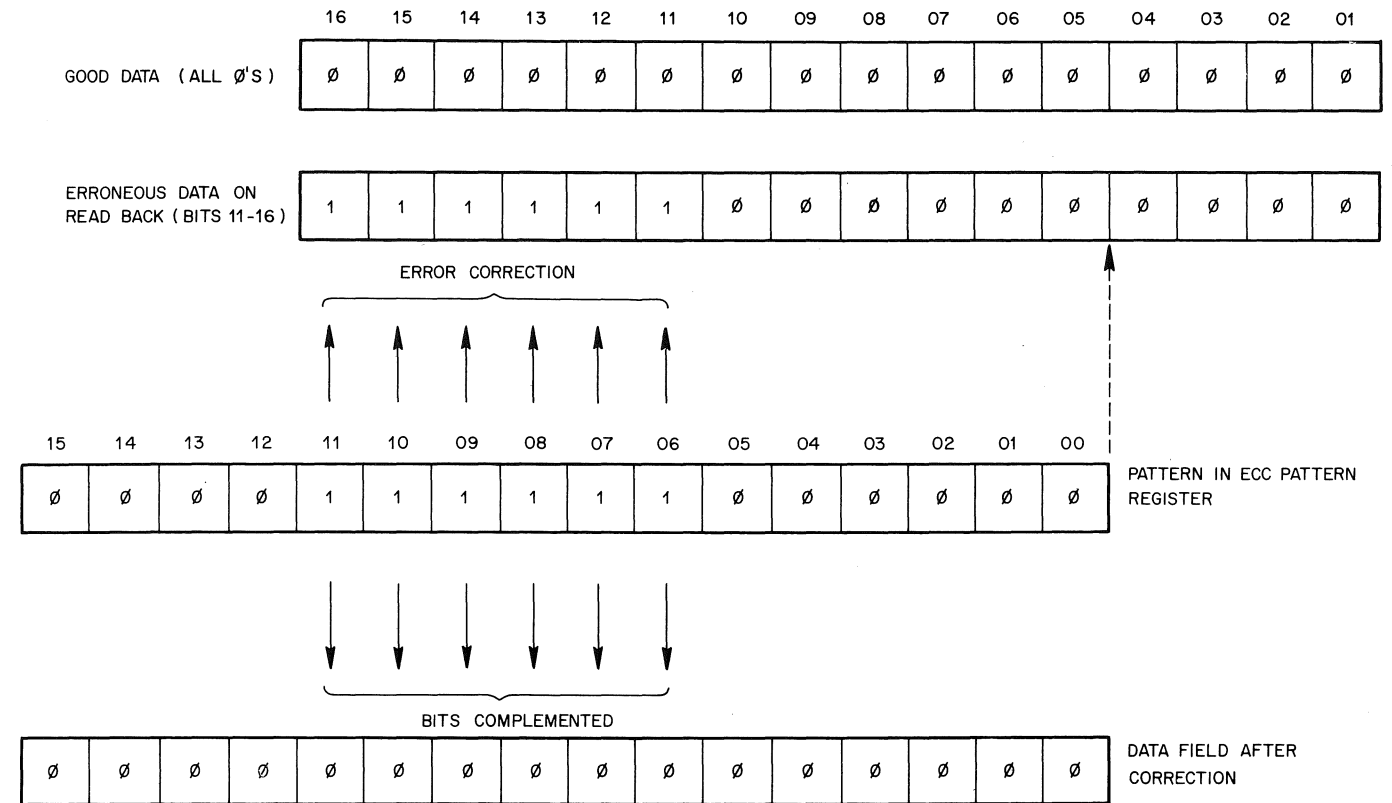 16 15 14 13 12 11 10 09 08 07 06 05 04 03 02 01
GOOD DATA (ALL Ø'S) Ø Ø Ø Ø Ø Ø Ø Ø Ø Ø Ø Ø Ø Ø Ø Ø
ERRONEOUS DATA ON
READ BACK (BITS 11-16) 1 1 1 1 1 1 Ø Ø Ø Ø Ø Ø Ø Ø Ø Ø
ERROR CORRECTION
15 14 13 12 11 10 09 08 07 06 05 04 03 02 01 00
Ø Ø Ø Ø 1 1 1 1 1 1 Ø Ø Ø Ø Ø Ø PATTERN IN ECC PATTERN
REGISTER
BITS COMPLEMENTED
Ø Ø Ø Ø Ø Ø Ø Ø Ø Ø Ø Ø Ø Ø Ø Ø DATA FIELD AFTER
CORRECTION